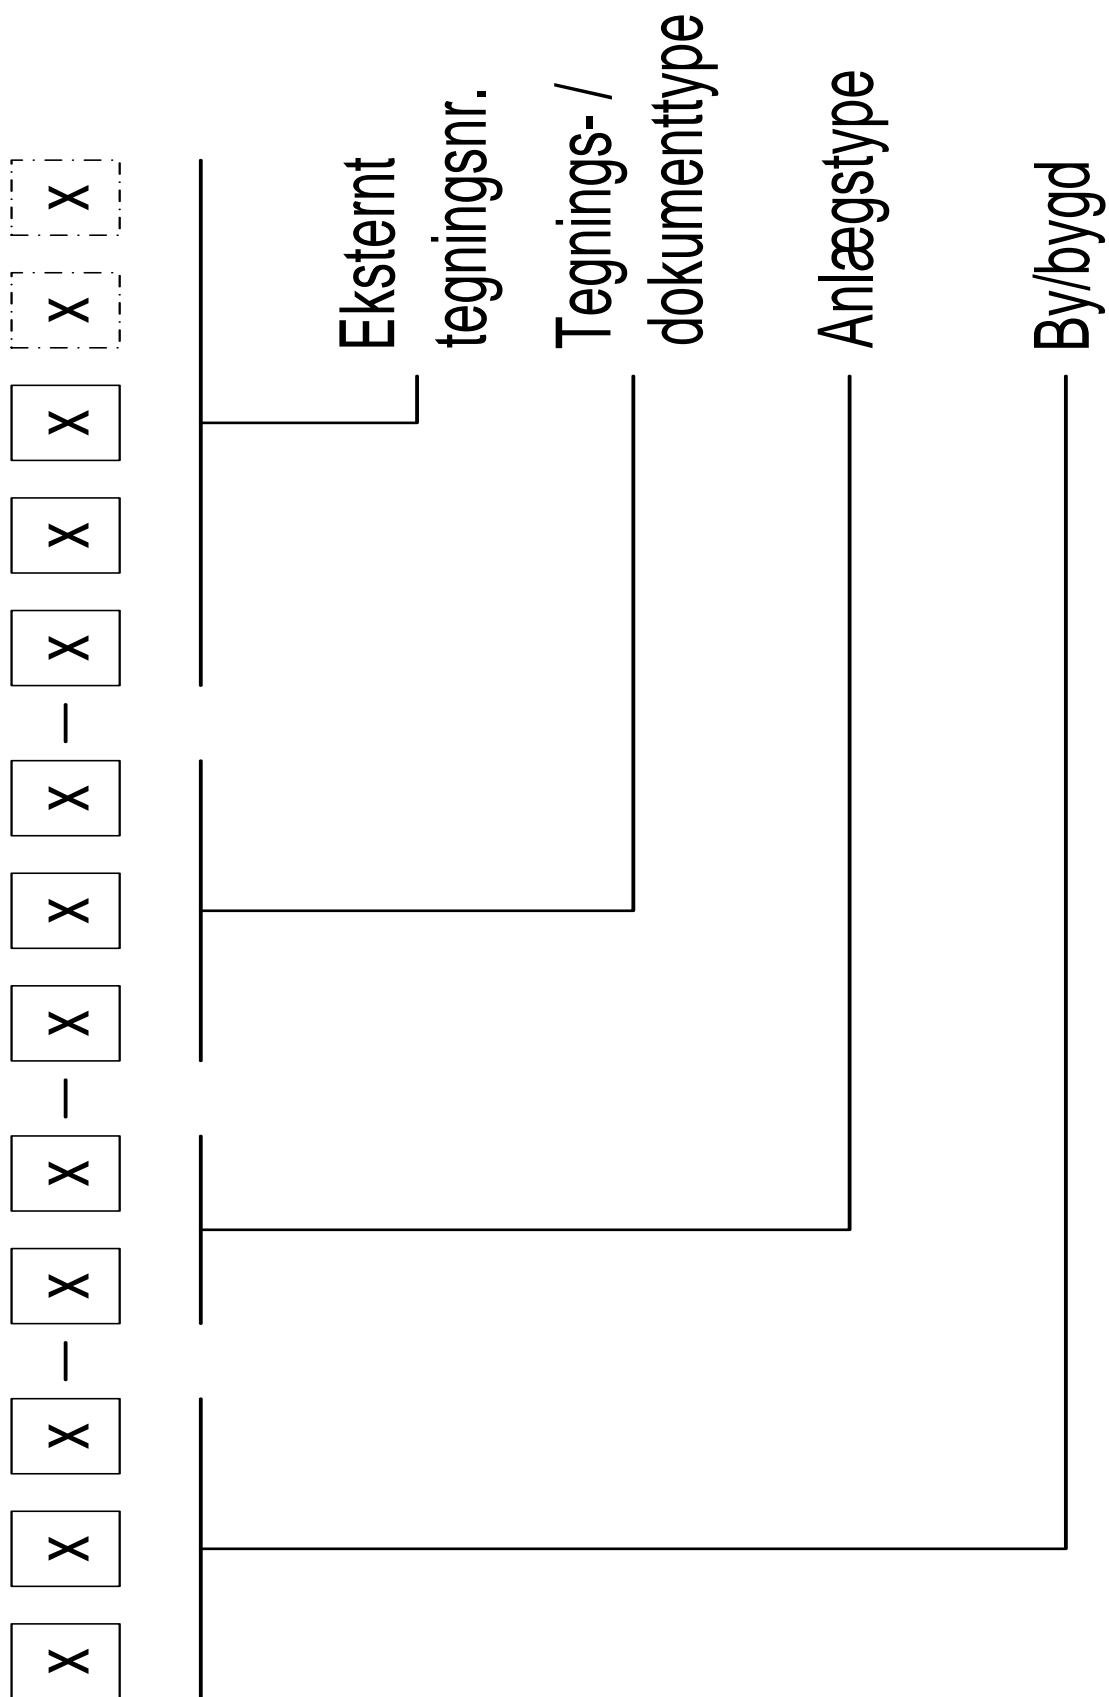 X X X – X X – X X X – X X X X X
Eksternt
tegningsnr.
Tegnings- /
dokumenttype
Anlægstype
By/bygd